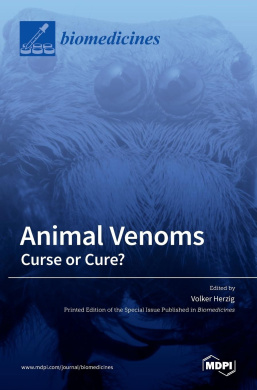 biomedicines
Animal Venoms
Curse or Cure?
Edited by
Volker Herzig
Printed Edition of the Special Issue Published in Biomedicines
www.mdpi.com/journal/biomedicines
MDPI